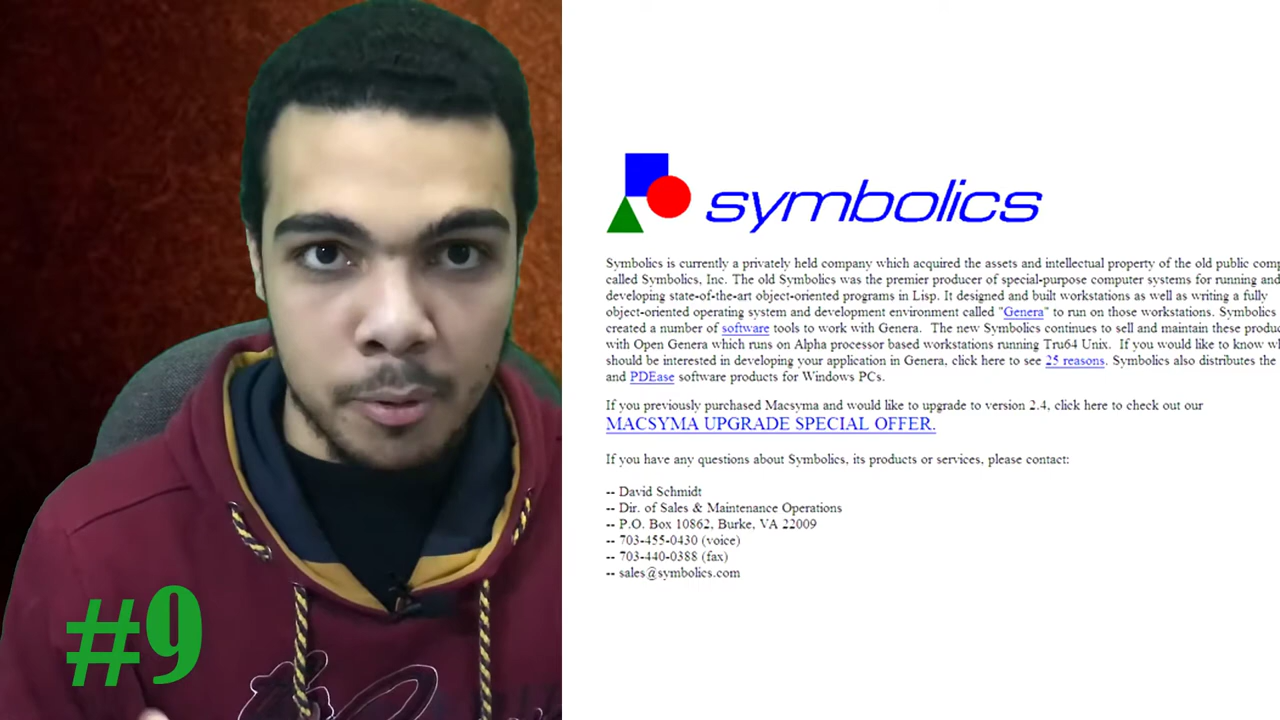 #9
symbolics
Symbolics is currently a privately held company which acquired the assets and intellectual property of the old public
called Symbolics, Inc. The old Symbolics was the premier producer of special-purpose computer systems for running and
developing state-of-the-art object-oriented programs in Lisp. It designed and built workstations as well as writing a fully
object-oriented operating system and development environment called "Genera" to run on those workstations. Symbolics
created a number of software tools to work with Genera. The new Symbolics continues to sell and maintain these
with Open Genera which runs on Alpha processor based workstations running Tru64 Unix. If you would like to know
should be interested in developing your application in Genera, click here to see 25 reasons. Symbolics also distributes the
and PDEase software products for Windows PCs.
If you previously purchased Macsyma and would like to upgrade to version 2.4, click here to check out our
MACSYMA UPGRADE SPECIAL OFFER.
If you have any questions about Symbolics, its products or services, please contact:
-- David Schmidt
-- Dir. of Sales & Maintenance Operations
-- P.O. Box 10862, Burke, VA 22009
-- 703-455-0430 (voice)
-- 703-440-0388 (fax)
-- sales@symbolics.com